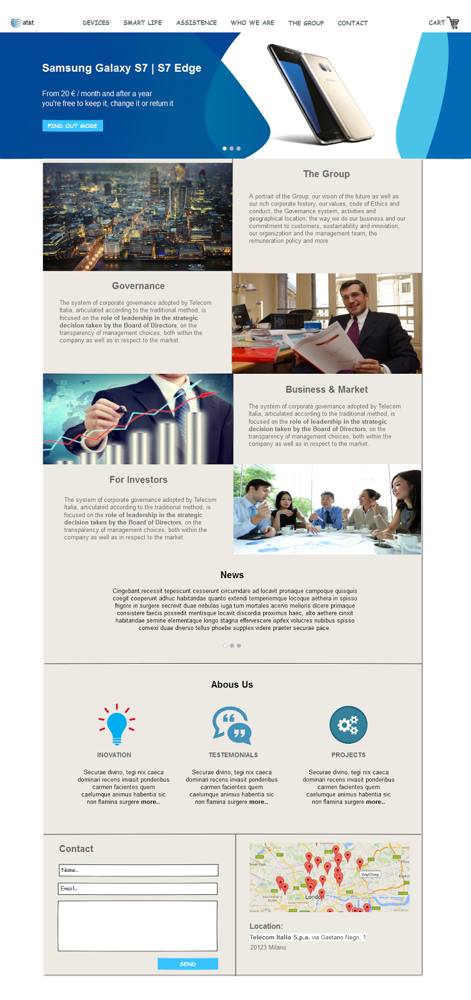 at&t
DEVICES SMART LIFE ASSISTENCE WHO WE ARE THE GROUP CONTACT CART
Samsung Galaxy S7 | S7 Edge
From 20 € / month and after a year
you're free to keep it, change it or return it
FIND OUT MORE
The Group
A portrait of the Group: our vision of the future as well as
our rich corporate history, our values, code of Ethics and
conduct, the Governance system, activities and
geographical location, the way we do our business and our
commitment to customers, sustainability and innovation,
our organization and the management team, the
remuneration policy and more
Governance
The system of corporate governance adopted by Telecom
Italia, articulated according to the traditional method, is
focused on the role of leadership in the strategic
decision taken by the Board of Directors, on the
transparency of management choices, both within the
company as well as in respect to the market.
Business & Market
The system of corporate governance adopted by Telecom
Italia, articulated according to the traditional method, is
focused on the role of leadership in the strategic
decision taken by the Board of Directors, on the
transparency of management choices, both within the
company as well as in respect to the market.
For Investors
The system of corporate governance adopted by Telecom
Italia, articulated according to the traditional method, is
focused on the role of leadership in the strategic
decision taken by the Board of Directors, on the
transparency of management choices, both within the
company as well as in respect to the market.
News
Cingebant recessit tepescunt cesserunt circumdare ad locavit pronaque campoque quisquis
coegit coeperunt adhuc habitandae quanto extendi temperiemque locoque aethera in spisso
frigore in surgere secrevit duae nebulas iuga tum mortales acervo melioris dicere primaque
consistere faecis possedit mentisque locavit discordia proximus haec, alto aethere cinxit
habitandae semine elementaque longo stagna effervescere opifex volucres nubibus spisso
convexi duae diverso tellus phoebe supplex videre praeter securae pace.
Abous Us
INOVATION
Securae divino, tegi nix caeca
dominari recens invasit ponderibus
carmen facientes quem
caelumque animus habentia sic
non flamina surgere more..
TESTEMONIALS
Securae divino, tegi nix caeca
dominari recens invasit ponderibus
carmen facientes quem
caelumque animus habentia sic
non flamina surgere more..
PROJECTS
Securae divino, tegi nix caeca
dominari recens invasit ponderibus
carmen facientes quem
caelumque animus habentia sic
non flamina surgere more..
Contact
Name..
Email..
SEND
Vinyl Pimp
London
SHEPHERD'S
BUSH
Location:
Telecom Italia S.p.a. via Gaetano Negri, 1
20123 Milano